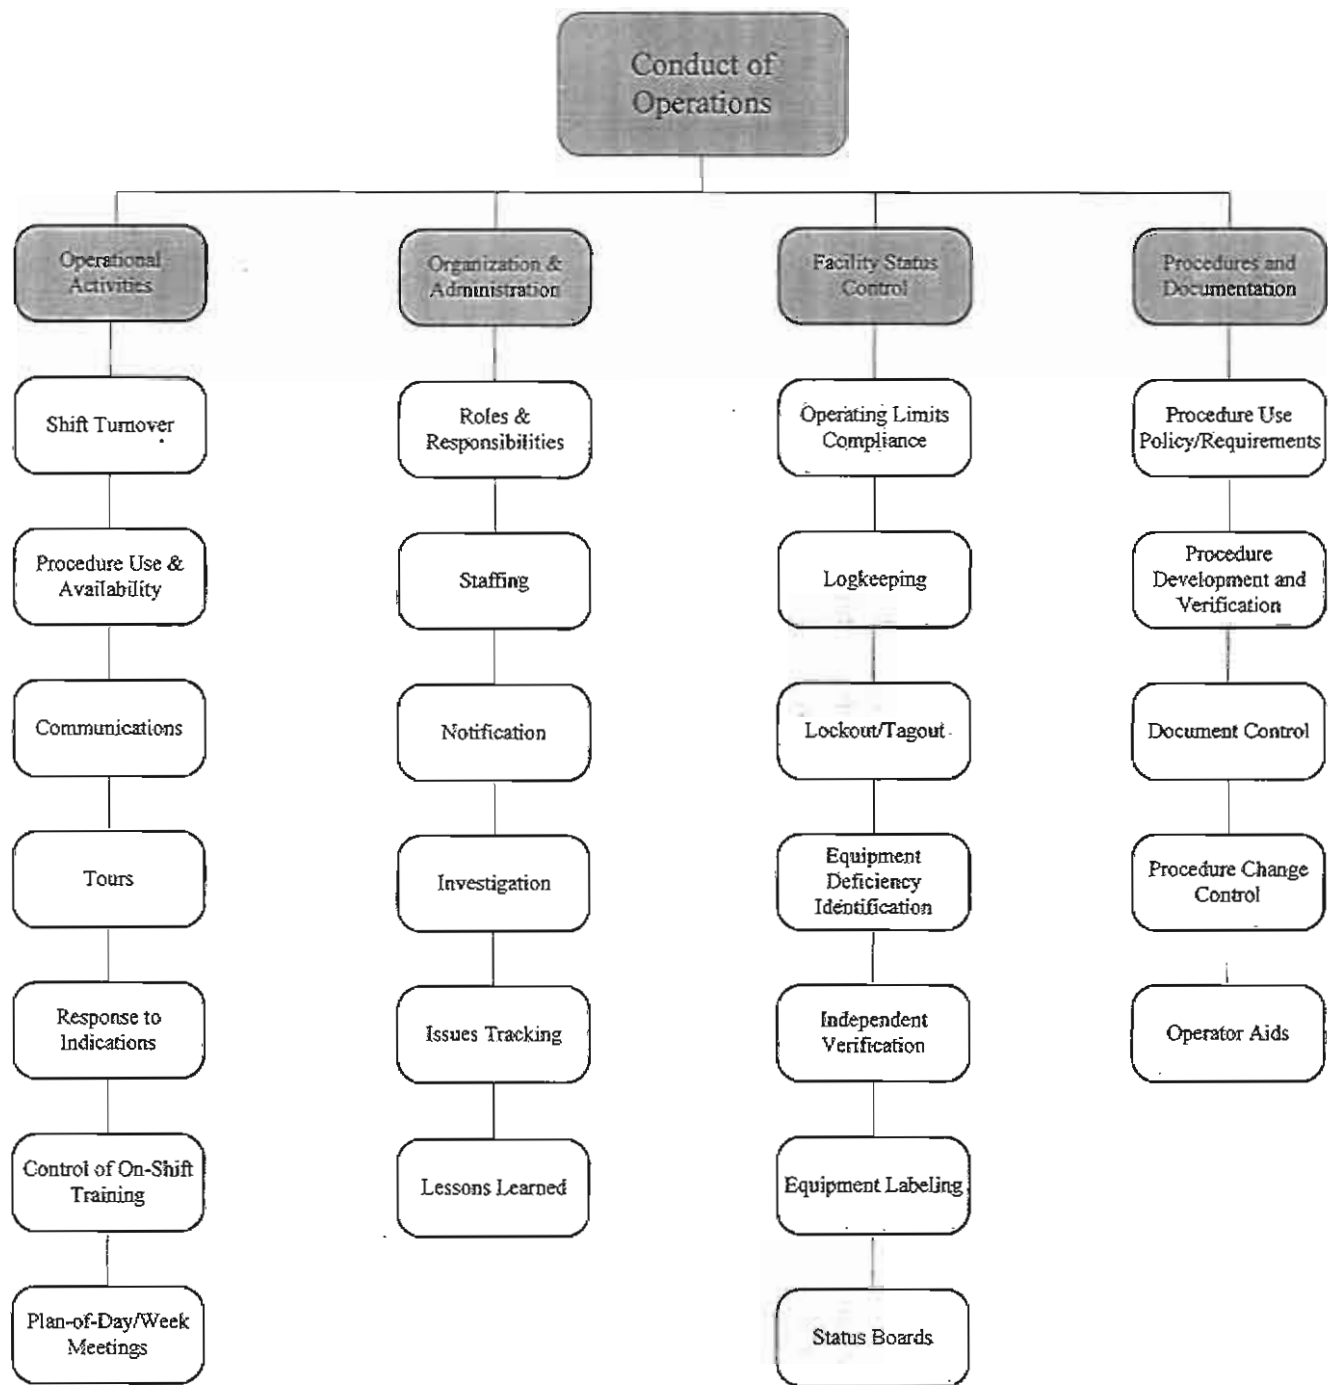 Conduct of
Operations
Operational
Activities
Organization &
Administration
Facility Status
Control
Procedures and
Documentation
Shift Turnover
Procedure Use &
Availability
Communications
Tours
Response to
Indications
Control of On-Shift
Training
Plan-of-Day/Week
Meetings
Roles &
Responsibilities
Staffing
Notification
Investigation
Issues Tracking
Lessons Learned
Operating Limits
Compliance
Logkeeping
Lockout/Tagout
Equipment
Deficiency
Identification
Independent
Verification
Equipment Labeling
Status Boards
Procedure Use
Policy/Requirements
Procedure
Development and
Verification
Document Control
Procedure Change
Control
Operator Aids